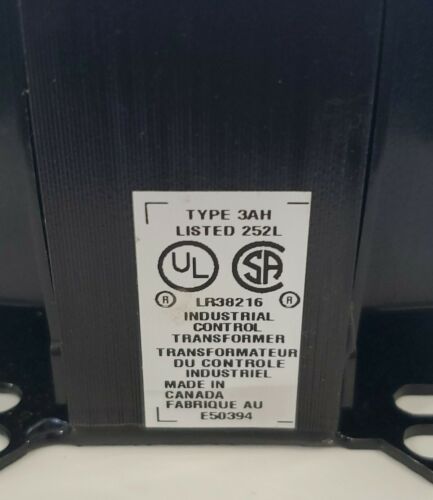 TYPE 3AH
LISTED 252L
UL SA
® LR38216 ®
INDUSTRIAL
CONTROL
TRANSFORMER
TRANSFORMATEUR
DU CONTROLE
INDUSTRIEL
MADE IN
CANADA
FABRIQUE AU
E50394